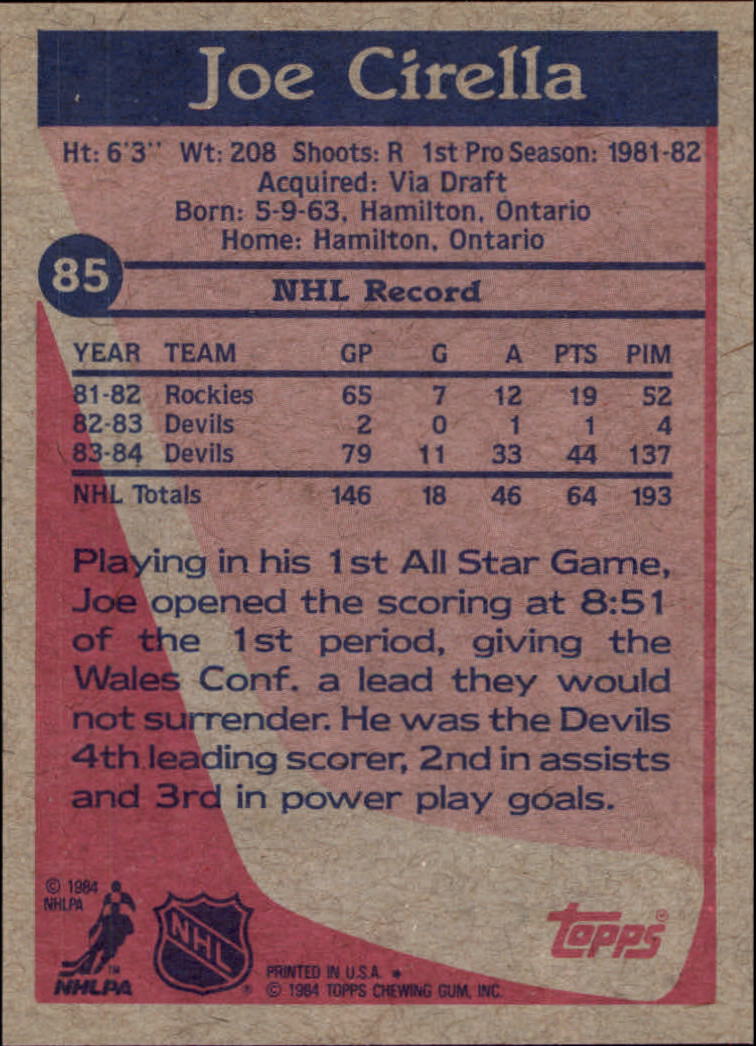 Joe Cirella
Ht: 6'3" Wt: 208 Shoots: R 1st Pro Season: 1981-82
Acquired: Via Draft
Born: 5-9-63, Hamilton, Ontario
Home: Hamilton, Ontario
85
NHL Record
YEAR TEAM GP G A PTS PIM
81-82 Rockies 65 7 12 19 52
82-83 Devils 2 0 1 1 4
83-84 Devils 79 11 33 44 137
NHL Totals 146 18 46 64 193
Playing in his 1st All Star Game,
Joe opened the scoring at 8:51
of the 1st period, giving the
Wales Conf. a lead they would
not surrender. He was the Devils
4th leading scorer, 2nd in assists
and 3rd in power play goals.
© 1984
NHLPA
NHLPA™
NHL®
topps®
PRINTED IN U.S.A. *
© 1984 TOPPS CHEWING GUM, INC.